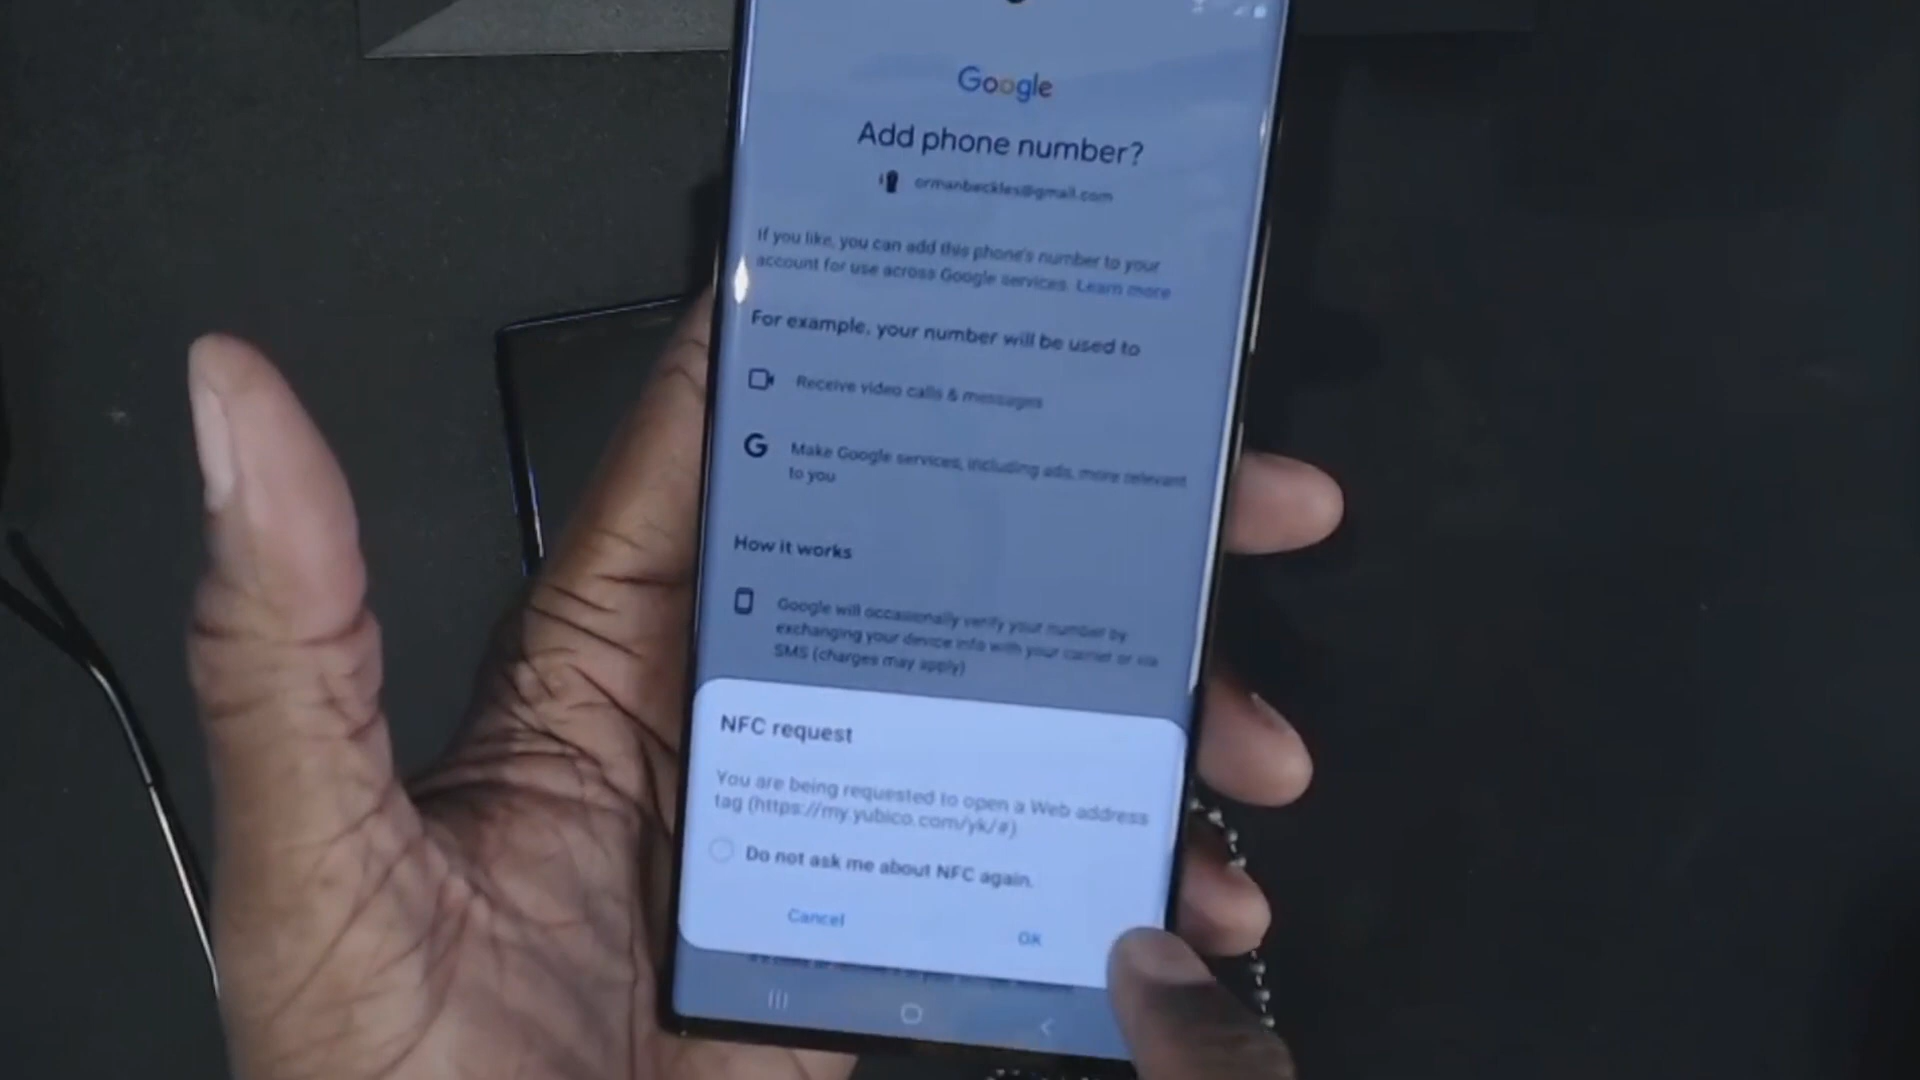 Google
Add phone number?
ormanbeckles@gmail.com
If you like, you can add this phone's number to your
account for use across Google services. Learn more
For example, your number will be used to
Receive video calls & messages
G Make Google services, including ads, more relevant
to you
How it works
Google will occasionally verify your number by
exchanging your device info with your carrier or via
SMS (charges may apply)
NFC request
You are being requested to open a Web address
tag (https://my.yubico.com/yk/#)
Do not ask me about NFC again.
Cancel OK